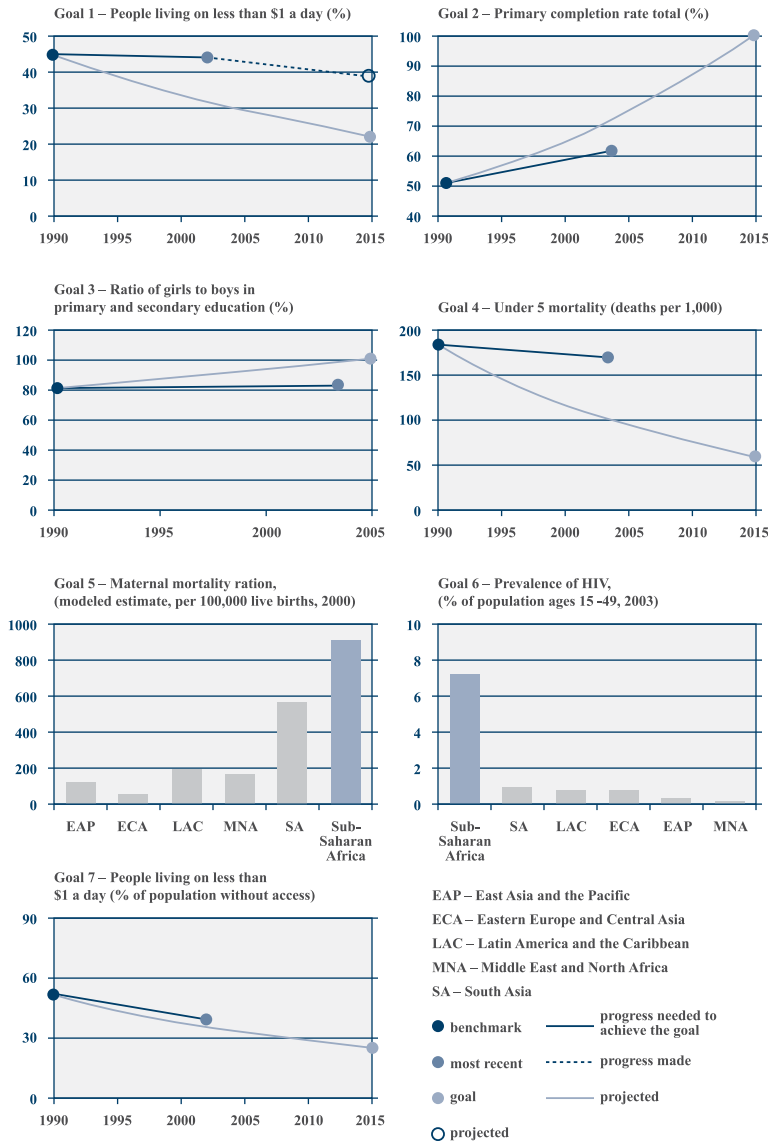 Goal 1 – People living on less than $1 a day (%)
50
40
30
20
10
0
1990 1995 2000 2005 2010 2015
Goal 2 – Primary completion rate total (%)
100
90
80
70
60
50
40
1990 2000 2005 2010 2015
Goal 3 – Ratio of girls to boys in
primary and secondary education (%)
120
100
80
60
40
20
0
1990 1995 2000 2005
Goal 4 – Under 5 mortality (deaths per 1,000)
200
150
100
50
0
1990 1995 2000 2005 2010 2015
Goal 5 – Maternal mortality ration,
(modeled estimate, per 100,000 live births, 2000)
1000
800
600
400
200
0
EAP ECA LAC MNA SA Sub-
Saharan
Africa
Goal 6 – Prevalence of HIV,
(% of population ages 15 -49, 2003)
10
8
6
4
2
0
Sub-
Saharan
Africa
SA LAC ECA EAP MNA
Goal 7 – People living on less than
$1 a day (% of population without access)
90
60
30
0
1990 1995 2000 2005 2010 2015
EAP – East Asia and the Pacific
ECA – Eastern Europe and Central Asia
LAC – Latin America and the Caribbean
MNA – Middle East and North Africa
SA – South Asia
benchmark
progress needed to
achieve the goal
most recent
progress made
goal
projected
projected